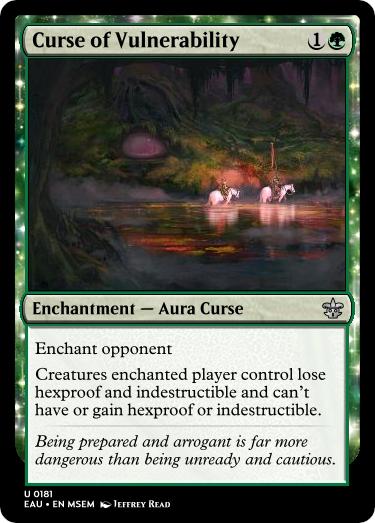 Curse of Vulnerability 1
Enchantment — Aura Curse
Enchant opponent
Creatures enchanted player control lose
hexproof and indestructible and can't
have or gain hexproof or indestructible.
Being prepared and arrogant is far more
dangerous than being unready and cautious.
U 0181
EAU • EN MSEM Jeffrey Read